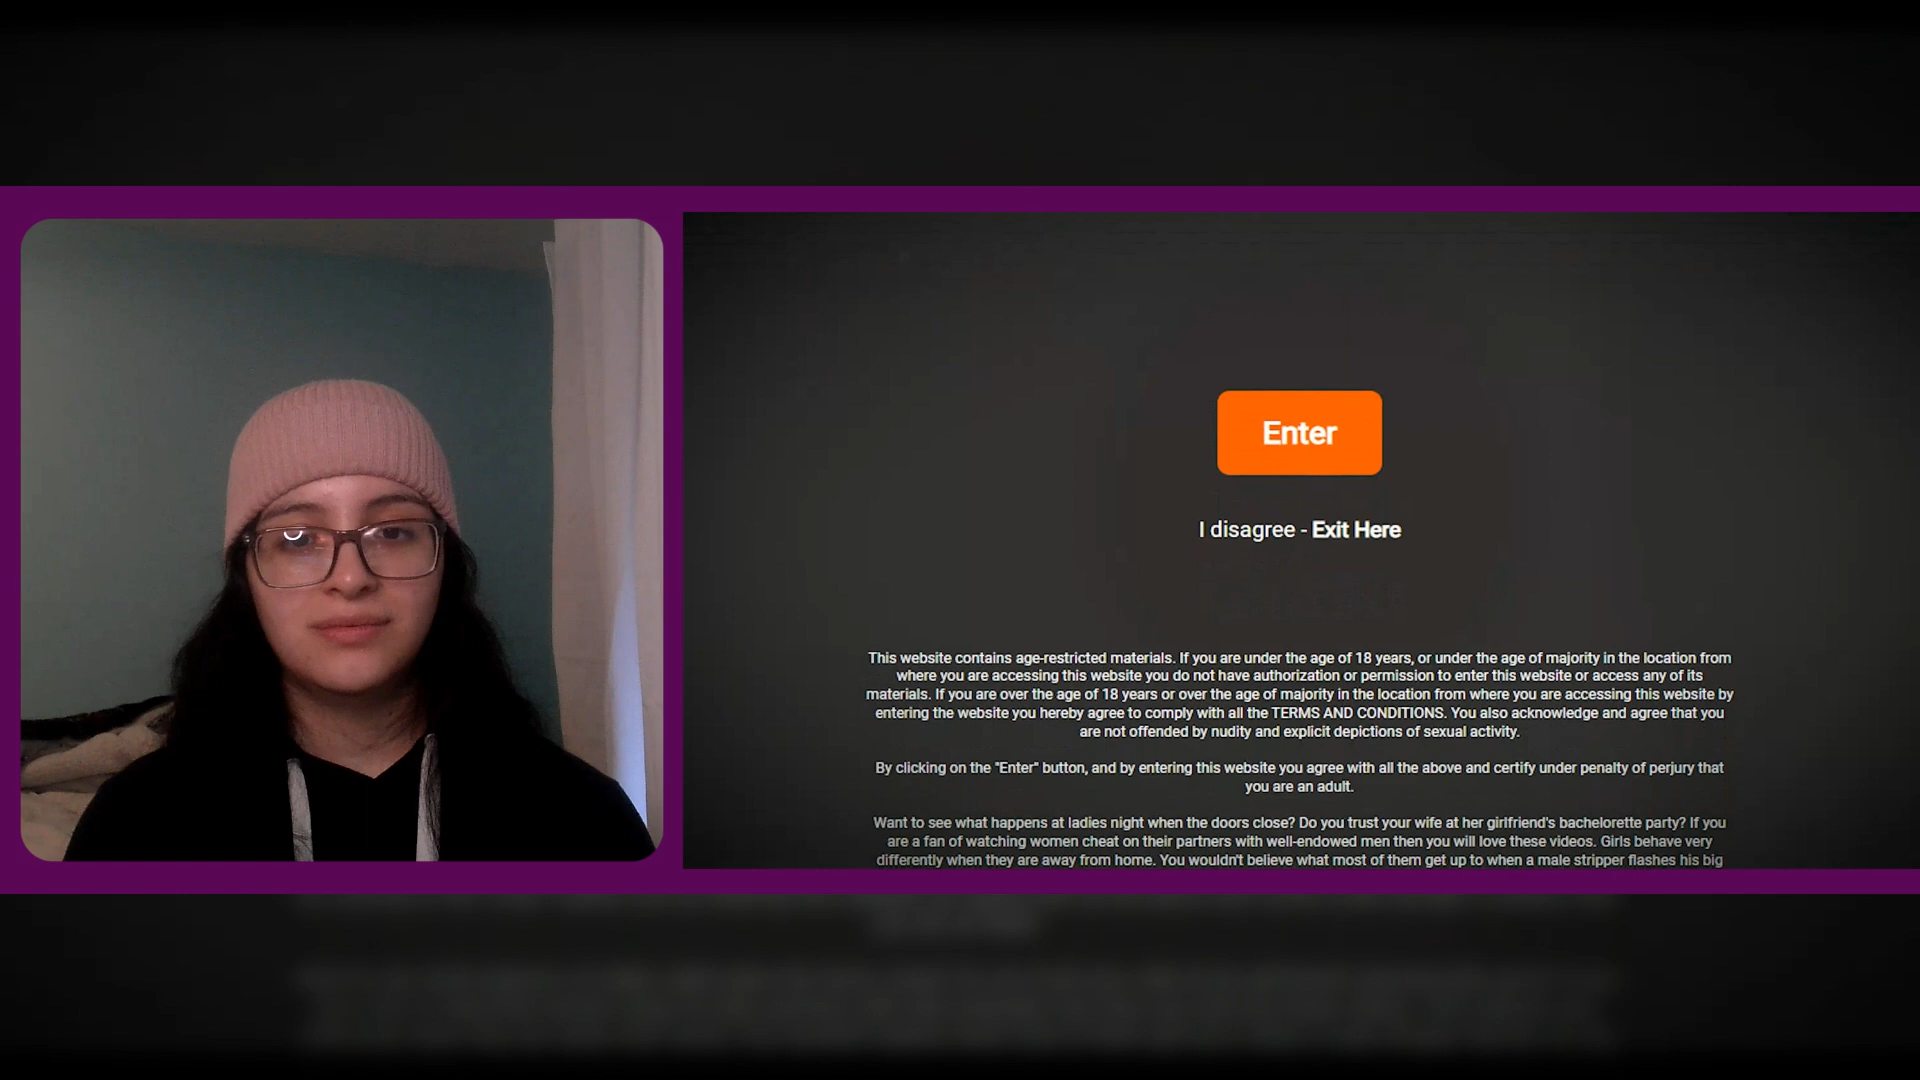 Enter
I disagree - Exit Here
This website contains age-restricted materials. If you are under the age of 18 years, or under the age of majority in the location from
where you are accessing this website you do not have authorization or permission to enter this website or access any of its
materials. If you are over the age of 18 years or over the age of majority in the location from where you are accessing this website by
entering the website you hereby agree to comply with all the TERMS AND CONDITIONS. You also acknowledge and agree that you
are not offended by nudity and explicit depictions of sexual activity.
By clicking on the "Enter" button, and by entering this website you agree with all the above and certify under penalty of perjury that
you are an adult.
Want to see what happens at ladies night when the doors close? Do you trust your wife at her girlfriend's bachelorette party? If you
are a fan of watching women cheat on their partners with well-endowed men then you will love these videos. Girls behave very
differently when they are away from home. You wouldn't believe what most of them get up to when a male stripper flashes his big